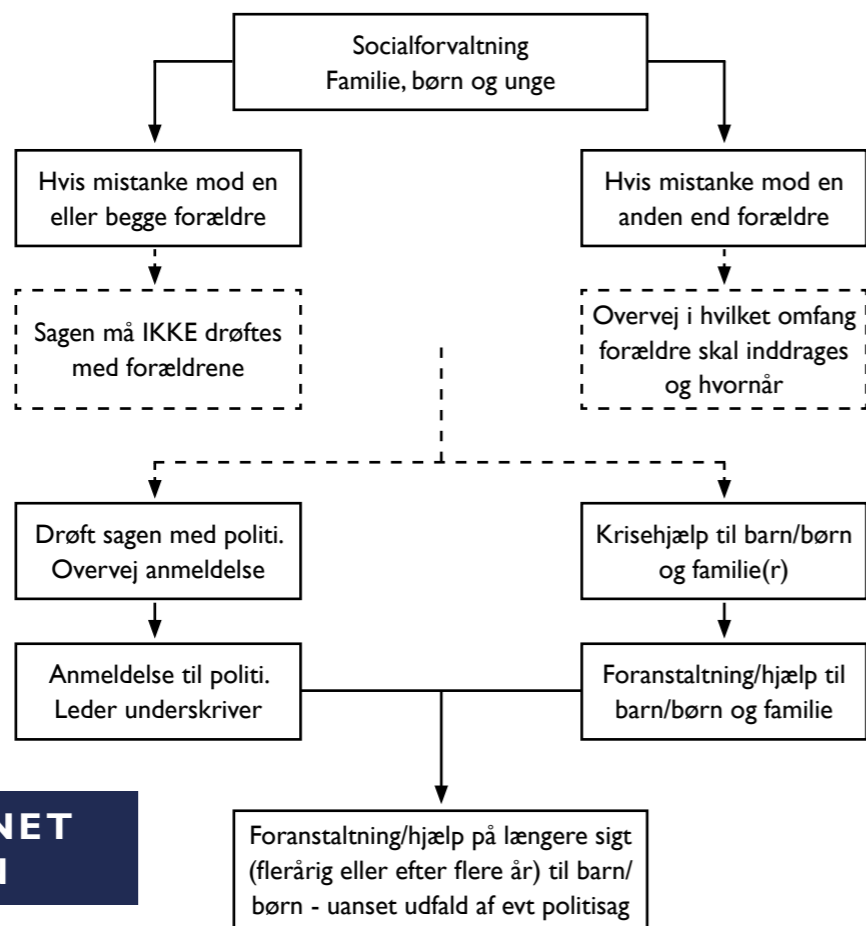 Socialforvaltning
Familie, børn og unge
Hvis mistanke mod en
eller begge forældre
Hvis mistanke mod en
anden end forældre
Sagen må IKKE drøftes
med forældrene
Overvej i hvilket omfang
forældre skal inddrages
og hvornår
Drøft sagen med politi.
Overvej anmeldelse
Krisehjælp til barn/børn
og familie(r)
Anmeldelse til politi.
Leder underskriver
Foranstaltning/hjælp til
barn/børn og familie
Foranstaltning/hjælp på længere sigt
(flerårig eller efter flere år) til barn/
børn - uanset udfald af evt politisag
NET